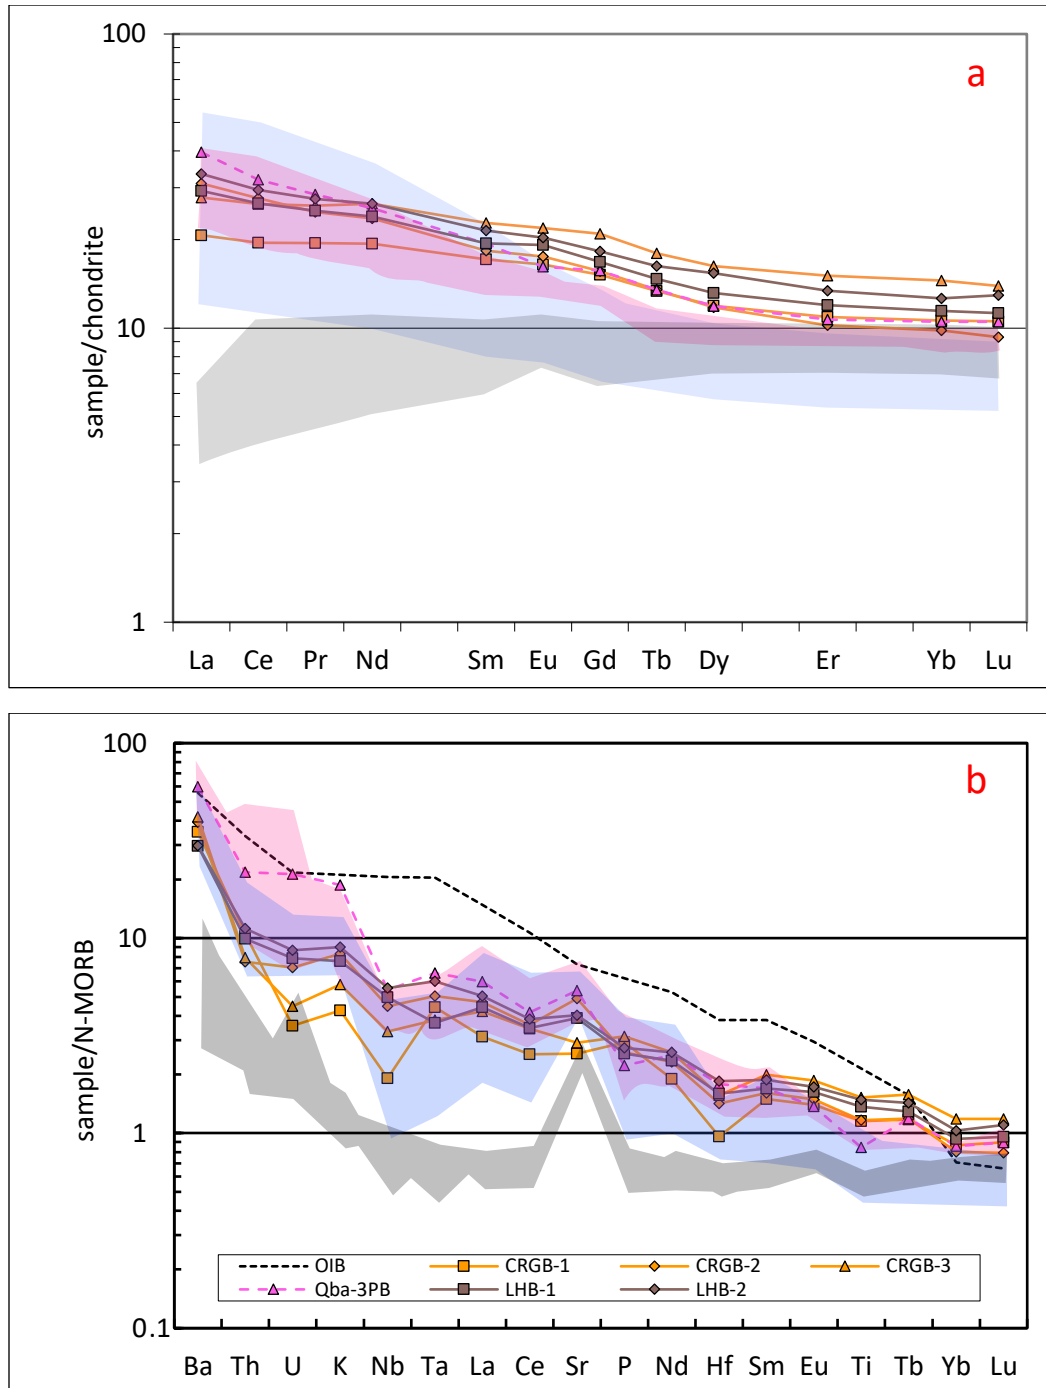 100
a
sample/chondrite
10
1
La Ce Pr Nd Sm Eu Gd Tb Dy Er Yb Lu
100
b
10
sample/N-MORB
1
OIB CRGB-1 CRGB-2 CRGB-3
Qba-3PB LHB-1 LHB-2
0.1
Ba Th U K Nb Ta La Ce Sr P Nd Hf Sm Eu Ti Tb Yb Lu